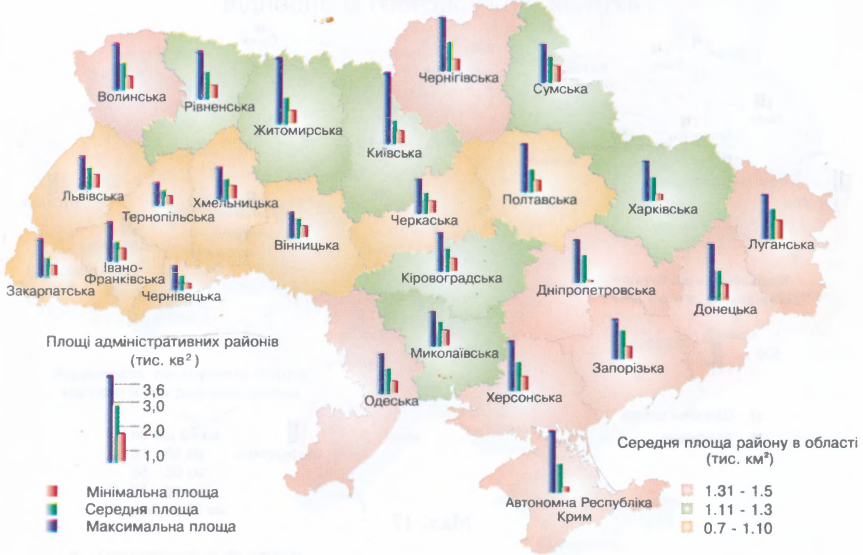 Волинська
Рівненська
Житомирська
Київська
Чернігівська
Сумська
Львівська
Тернопільська
Хмельницька
Вінницька
Черкаська
Полтавська
Харківська
Луганська
Закарпатська
Івано-
Франківська
Чернівецька
Кіровоградська
Дніпропетровська
Донецька
Миколаївська
Запорізька
Одеська
Херсонська
Автономна Республіка
Крим
Площі адміністративних районів
(тис. кв²)
3,6
3,0
2,0
1,0
Мінімальна площа
Середня площа
Максимальна площа
Середня площа району в області
(тис. км²)
1.31 - 1.5
1.11 - 1.3
0.7 - 1.10